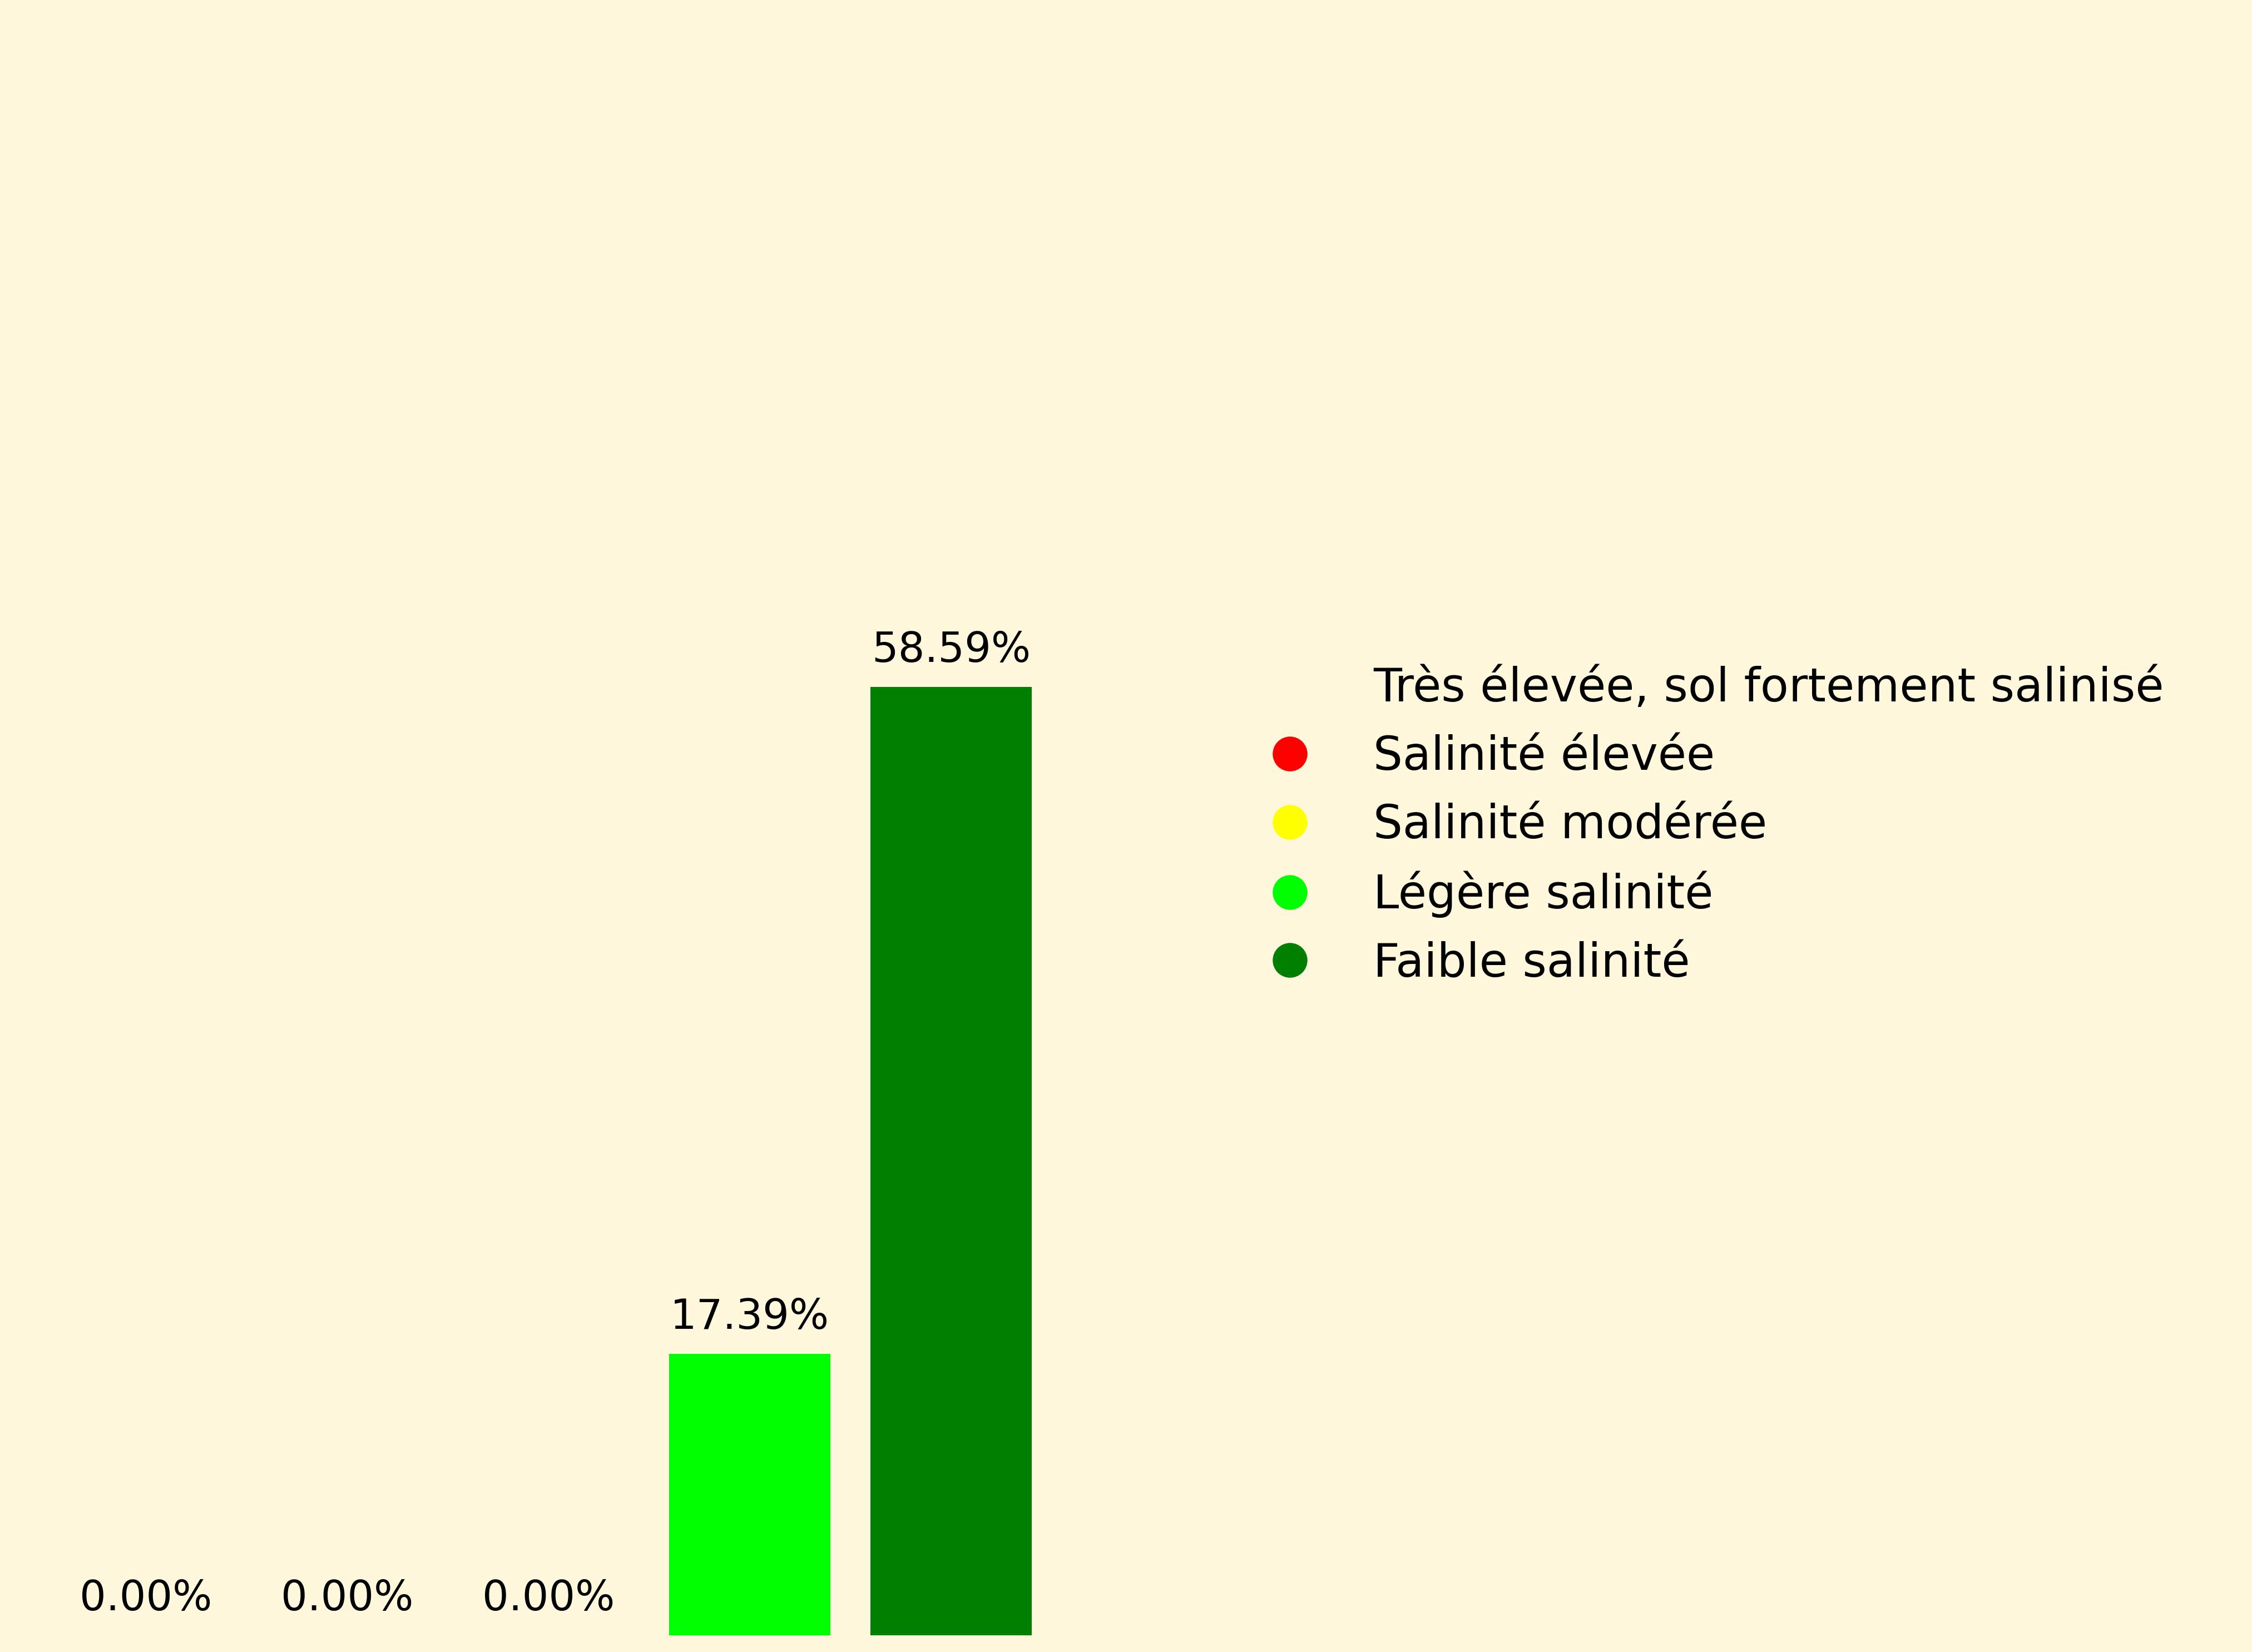 58.59%
Très élevée, sol fortement salinisé
Salinité élevée
Salinité modérée
Légère salinité
Faible salinité
17.39%
0.00% 0.00% 0.00%